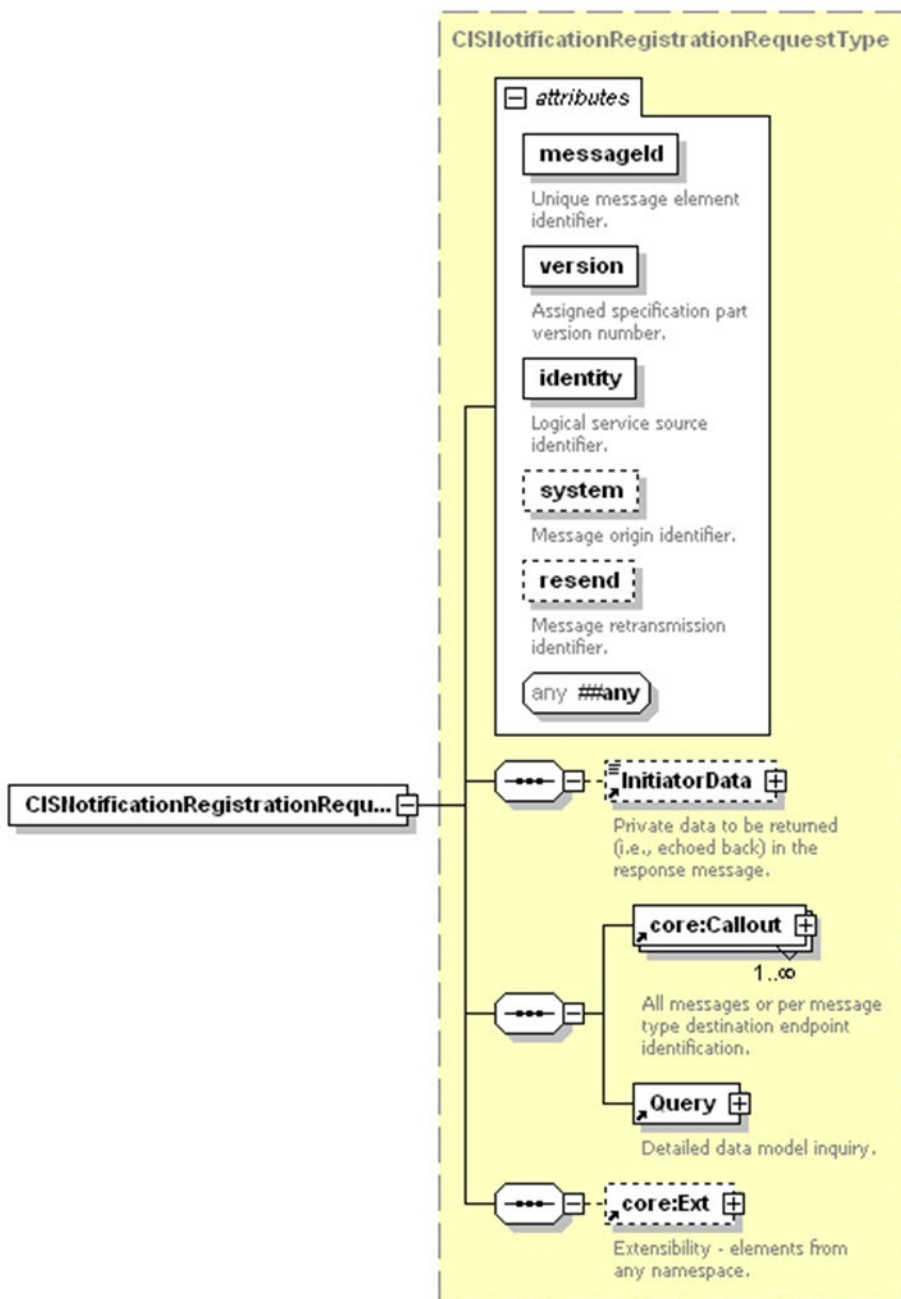 CISNotificationRegistrationRequestType
attributes
messageId
Unique message element
identifier.
version
Assigned specification part
version number.
identity
Logical service source
identifier.
system
Message origin identifier.
resend
Message retransmission
identifier.
any ##any
CISNotificationRegistrationRequ...
InitiatorData
Private data to be returned
(i.e., echoed back) in the
response message.
core:Callout
1..∞
All messages or per message
type destination endpoint
identification.
Query
Detailed data model inquiry.
core:Ext
Extensibility - elements from
any namespace.